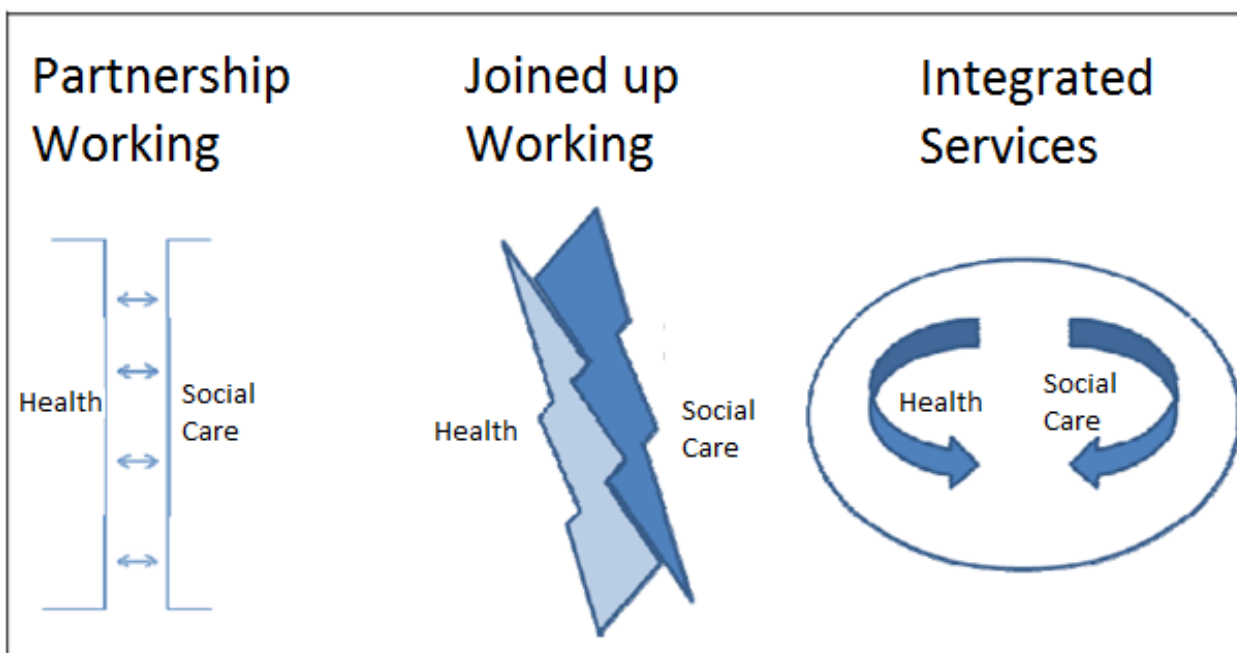 Partnership
Working
Joined up
Working
Integrated
Services
Health
Social
Care
Health
Social
Care
Health
Social
Care